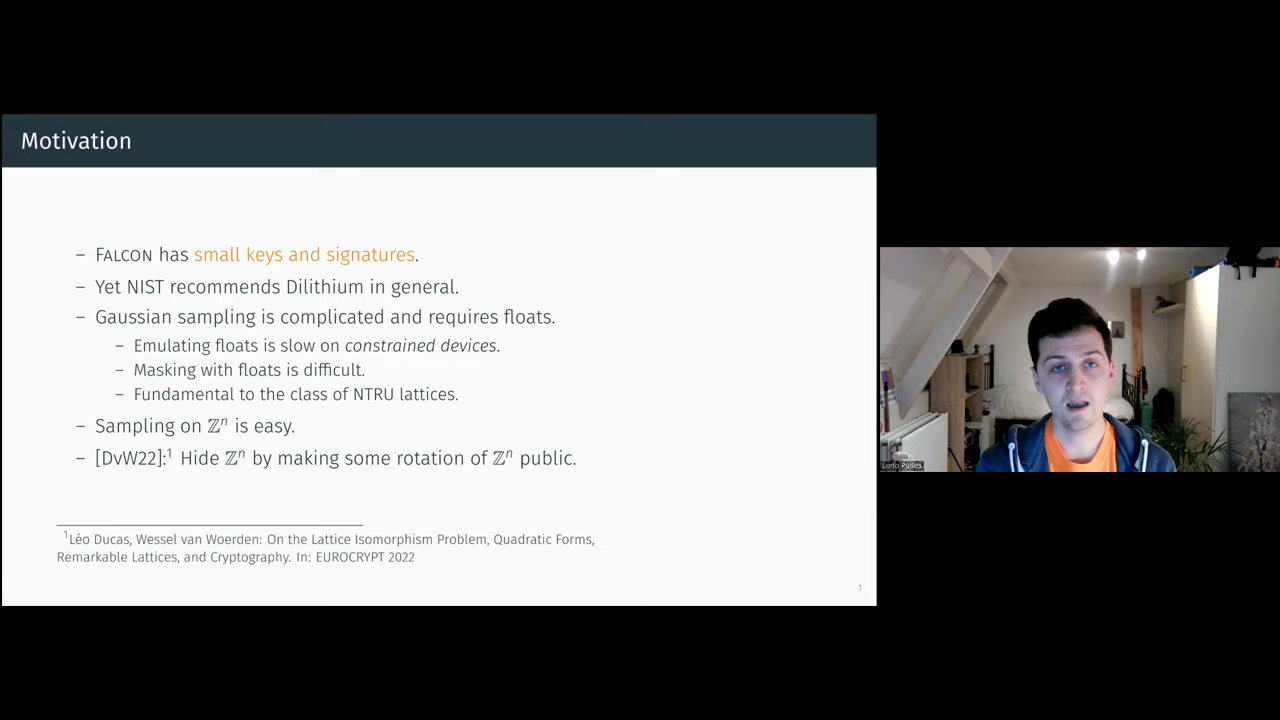 Motivation
– FALCON has small keys and signatures.
– Yet NIST recommends Dilithium in general.
– Gaussian sampling is complicated and requires floats.
– Emulating floats is slow on constrained devices.
– Masking with floats is difficult.
– Fundamental to the class of NTRU lattices.
– Sampling on ℤⁿ is easy.
– [DvW22]:¹ Hide ℤⁿ by making some rotation of ℤⁿ public.
¹Léo Ducas, Wessel van Woerden: On the Lattice Isomorphism Problem, Quadratic Forms,
Remarkable Lattices, and Cryptography. In: EUROCRYPT 2022
1